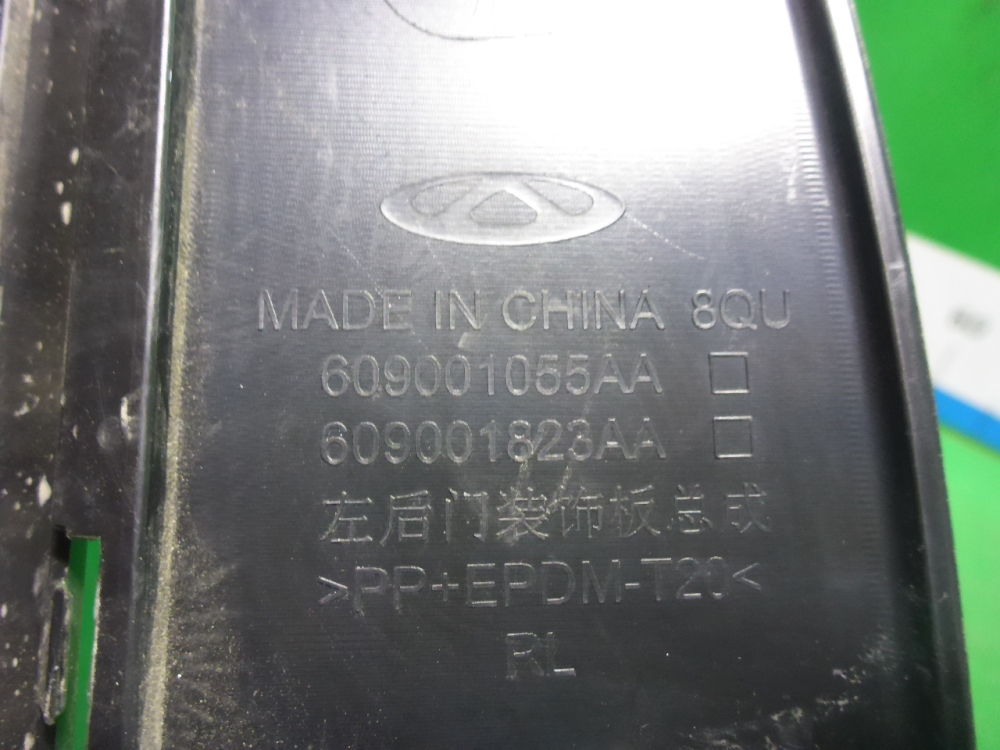 MADE IN CHINA 8QU
609001055AA
609001823AA
左后门装饰板总成
>PP+EPDM-T20<
RL